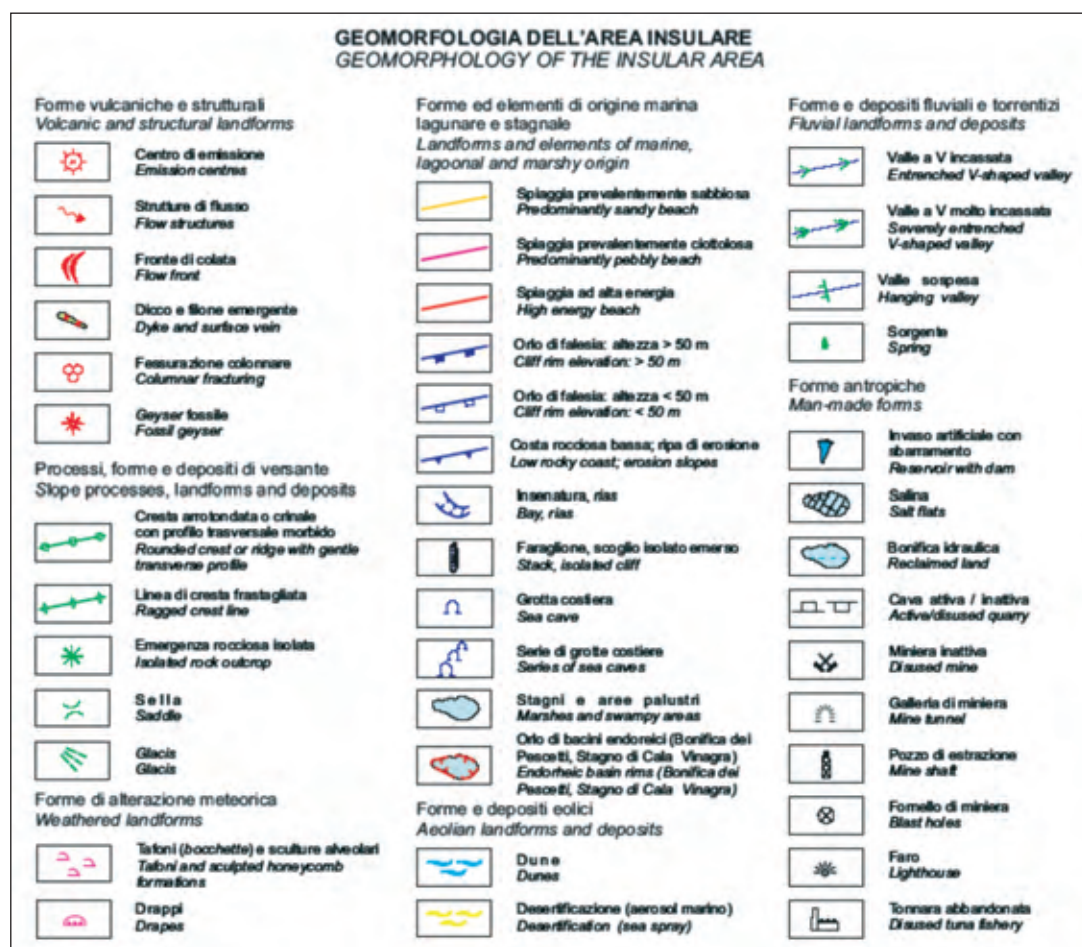 GEOMORFOLOGIA DELL'AREA INSULARE
GEOMORPHOLOGY OF THE INSULAR AREA
Forme vulcaniche e strutturali
Volcanic and structural landforms
Centro di emissione
Emission centres
Strutture di flusso
Flow structures
Fronte di colata
Flow front
Dicco e filone emergente
Dyke and surface vein
Fessurazione colonnare
Columnar fracturing
Geyser fossile
Fossil geyser
Processi, forme e depositi di versante
Slope processes, landforms and deposits
Cresta arrotondata o crinale
con profilo trasversale morbido
Rounded crest or ridge with gentle
transverse profile
Linea di cresta frastagliata
Ragged crest line
Emergenza rocciosa isolata
Isolated rock outcrop
Sella
Saddle
Glacis
Glacis
Forme di alterazione meteorica
Weathered landforms
Tafoni (bocchette) e sculture alveolari
Tafoni and sculpted honeycomb
formations
Drappi
Drapes
Forme ed elementi di origine marina
lagunare e stagnale
Landforms and elements of marine,
lagoonal and marshy origin
Spiaggia prevalentemente sabbiosa
Predominantly sandy beach
Spiaggia prevalentemente ciottolosa
Predominantly pebbly beach
Spiaggia ad alta energia
High energy beach
Orlo di falesia: altezza > 50 m
Cliff rim elevation: > 50 m
Orlo di falesia: altezza < 50 m
Cliff rim elevation: < 50 m
Costa rocciosa bassa; ripa di erosione
Low rocky coast; erosion slopes
Insenatura, rias
Bay, rias
Faraglione, scoglio isolato emerso
Stack, isolated cliff
Grotta costiera
Sea cave
Serie di grotte costiere
Series of sea caves
Stagni e aree palustri
Marshes and swampy areas
Orlo di bacini endoreici (Bonifica dei
Pescetti, Stagno di Cala Vinagra)
Endorheic basin rims (Bonifica dei
Pescetti, Stagno di Cala Vinagra)
Forme e depositi eolici
Aeolian landforms and deposits
Dune
Dunes
Desertificazione (aerosol marino)
Desertification (sea spray)
Forme e depositi fluviali e torrentizi
Fluvial landforms and deposits
Valle a V incassata
Entrenched V-shaped valley
Valle a V molto incassata
Severely entrenched
V-shaped valley
Valle sospesa
Hanging valley
Sorgente
Spring
Forme antropiche
Man-made forms
Invaso artificiale con
sbarramento
Reservoir with dam
Salina
Salt flats
Bonifica idraulica
Reclaimed land
Cava attiva / inattiva
Active/disused quarry
Miniera inattiva
Disused mine
Galleria di miniera
Mine tunnel
Pozzo di estrazione
Mine shaft
Fornello di miniera
Blast holes
Faro
Lighthouse
Tonnara abbandonata
Disused tuna fishery